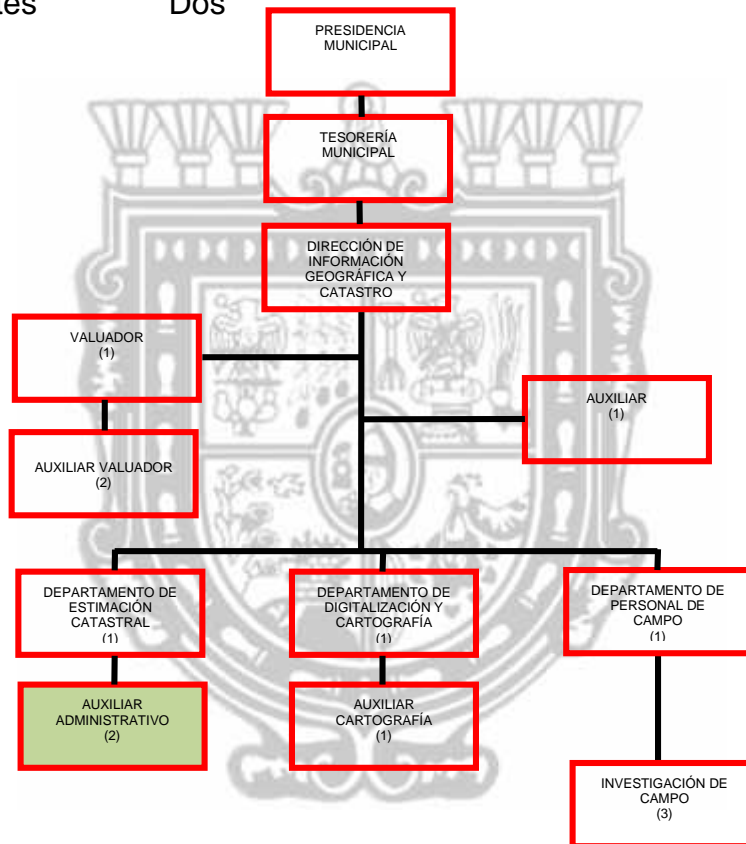 Dos
PRESIDENCIA
MUNICIPAL
TESORERÍA
MUNICIPAL
DIRECCIÓN DE
INFORMACIÓN
GEOGRÁFICA Y
CATASTRO
VALUADOR
(1)
AUXILIAR
(1)
AUXILIAR VALUADOR
(2)
DEPARTAMENTO DE
ESTIMACIÓN
CATASTRAL
(1)
DEPARTAMENTO DE
DIGITALIZACIÓN Y
CARTOGRAFÍA
(1)
DEPARTAMENTO DE
PERSONAL DE
CAMPO
(1)
AUXILIAR
ADMINISTRATIVO
(2)
AUXILIAR
CARTOGRAFÍA
(1)
INVESTIGACIÓN DE
CAMPO
(3)